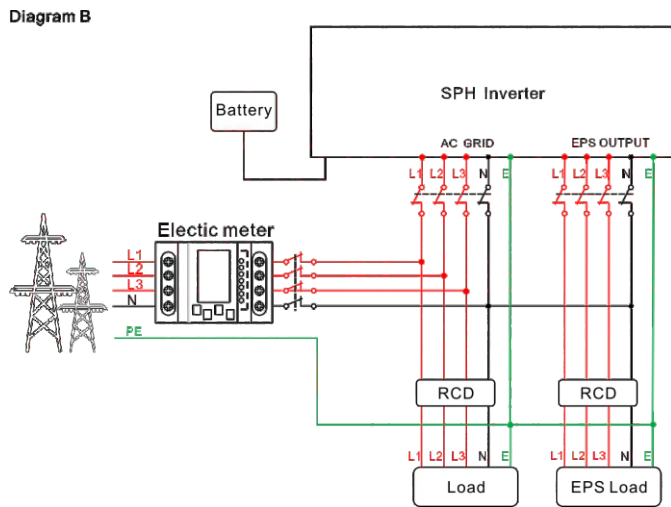 Diagram B
SPH Inverter
Battery
AC GRID
EPS OUTPUT
L1 L2 L3 N E
L1 L2 L3 N E
Electic meter
L1
L2
L3
N
PE
RCD
RCD
L1 L2 L3 N E
L1 L2 L3 N E
Load
EPS Load